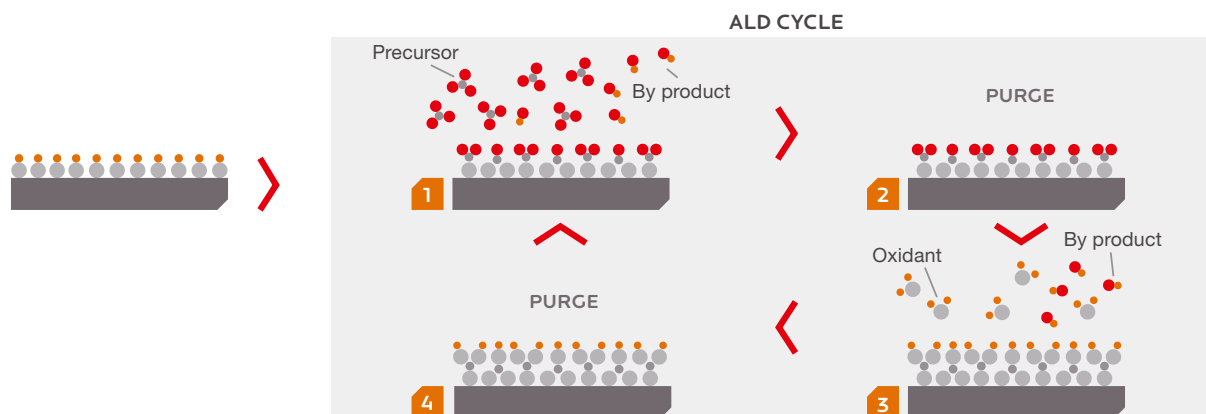 ALD CYCLE
Precursor
By product
PURGE
1
2
By product
Oxidant
PURGE
4
3